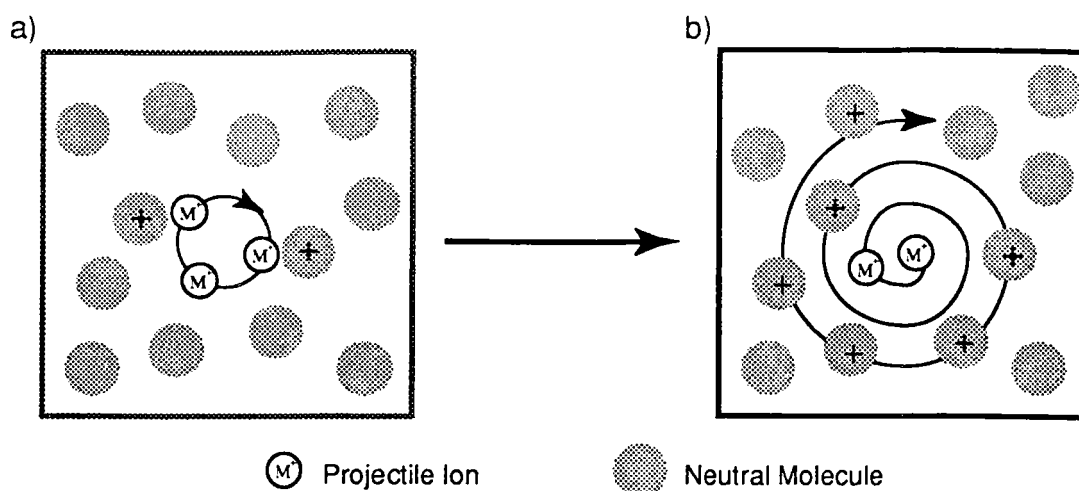 a)
b)
+
M⁺
+
M⁺
M⁺
+
+
M⁺
M⁺
+
+
+
+
M⁺ Projectile Ion
Neutral Molecule